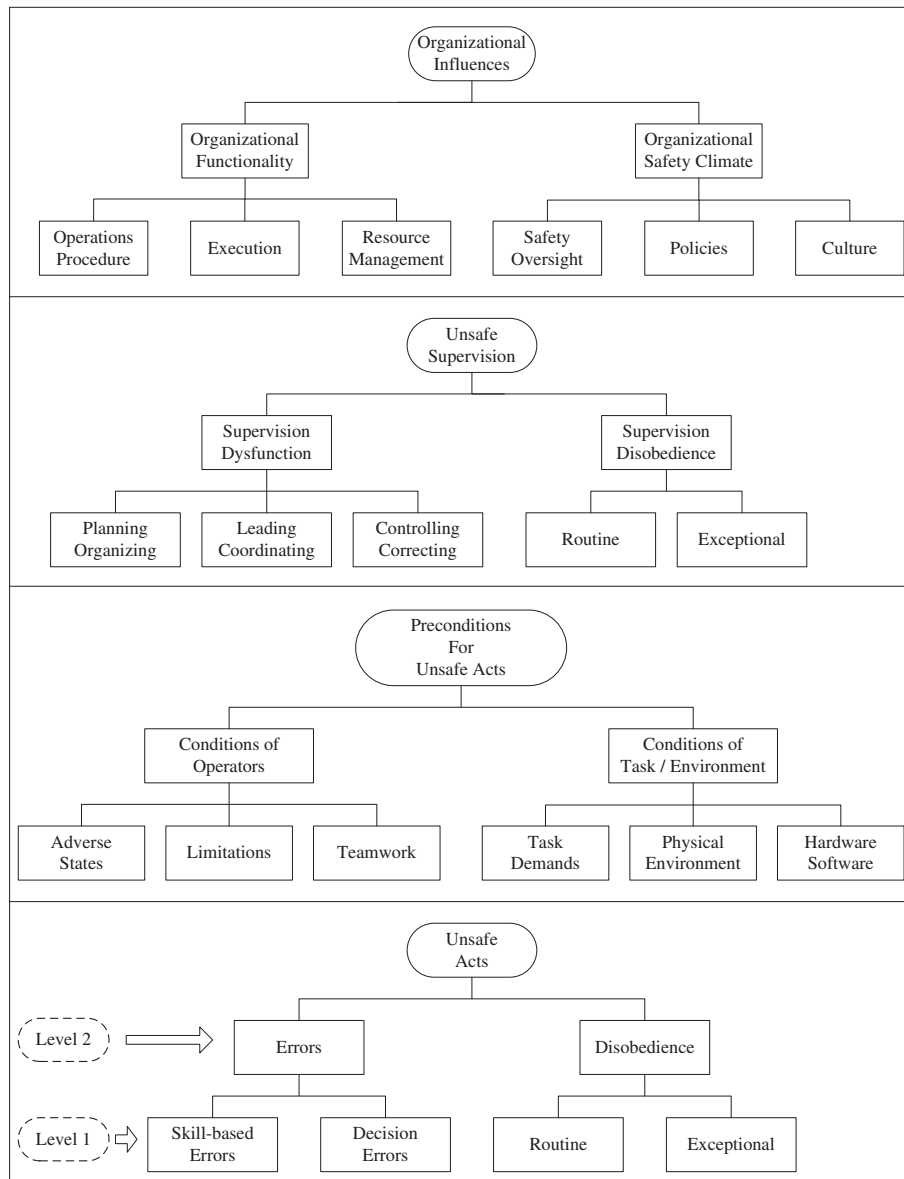 Organizational
Influences
Organizational
Functionality
Organizational
Safety Climate
Operations
Procedure
Execution
Resource
Management
Safety
Oversight
Policies
Culture
Unsafe
Supervision
Supervision
Dysfunction
Supervision
Disobedience
Planning
Organizing
Leading
Coordinating
Controlling
Correcting
Routine
Exceptional
Preconditions
For
Unsafe Acts
Conditions of
Operators
Conditions of
Task / Environment
Adverse
States
Limitations
Teamwork
Task
Demands
Physical
Environment
Hardware
Software
Unsafe
Acts
Level 2
Errors
Disobedience
Level 1
Skill-based
Errors
Decision
Errors
Routine
Exceptional